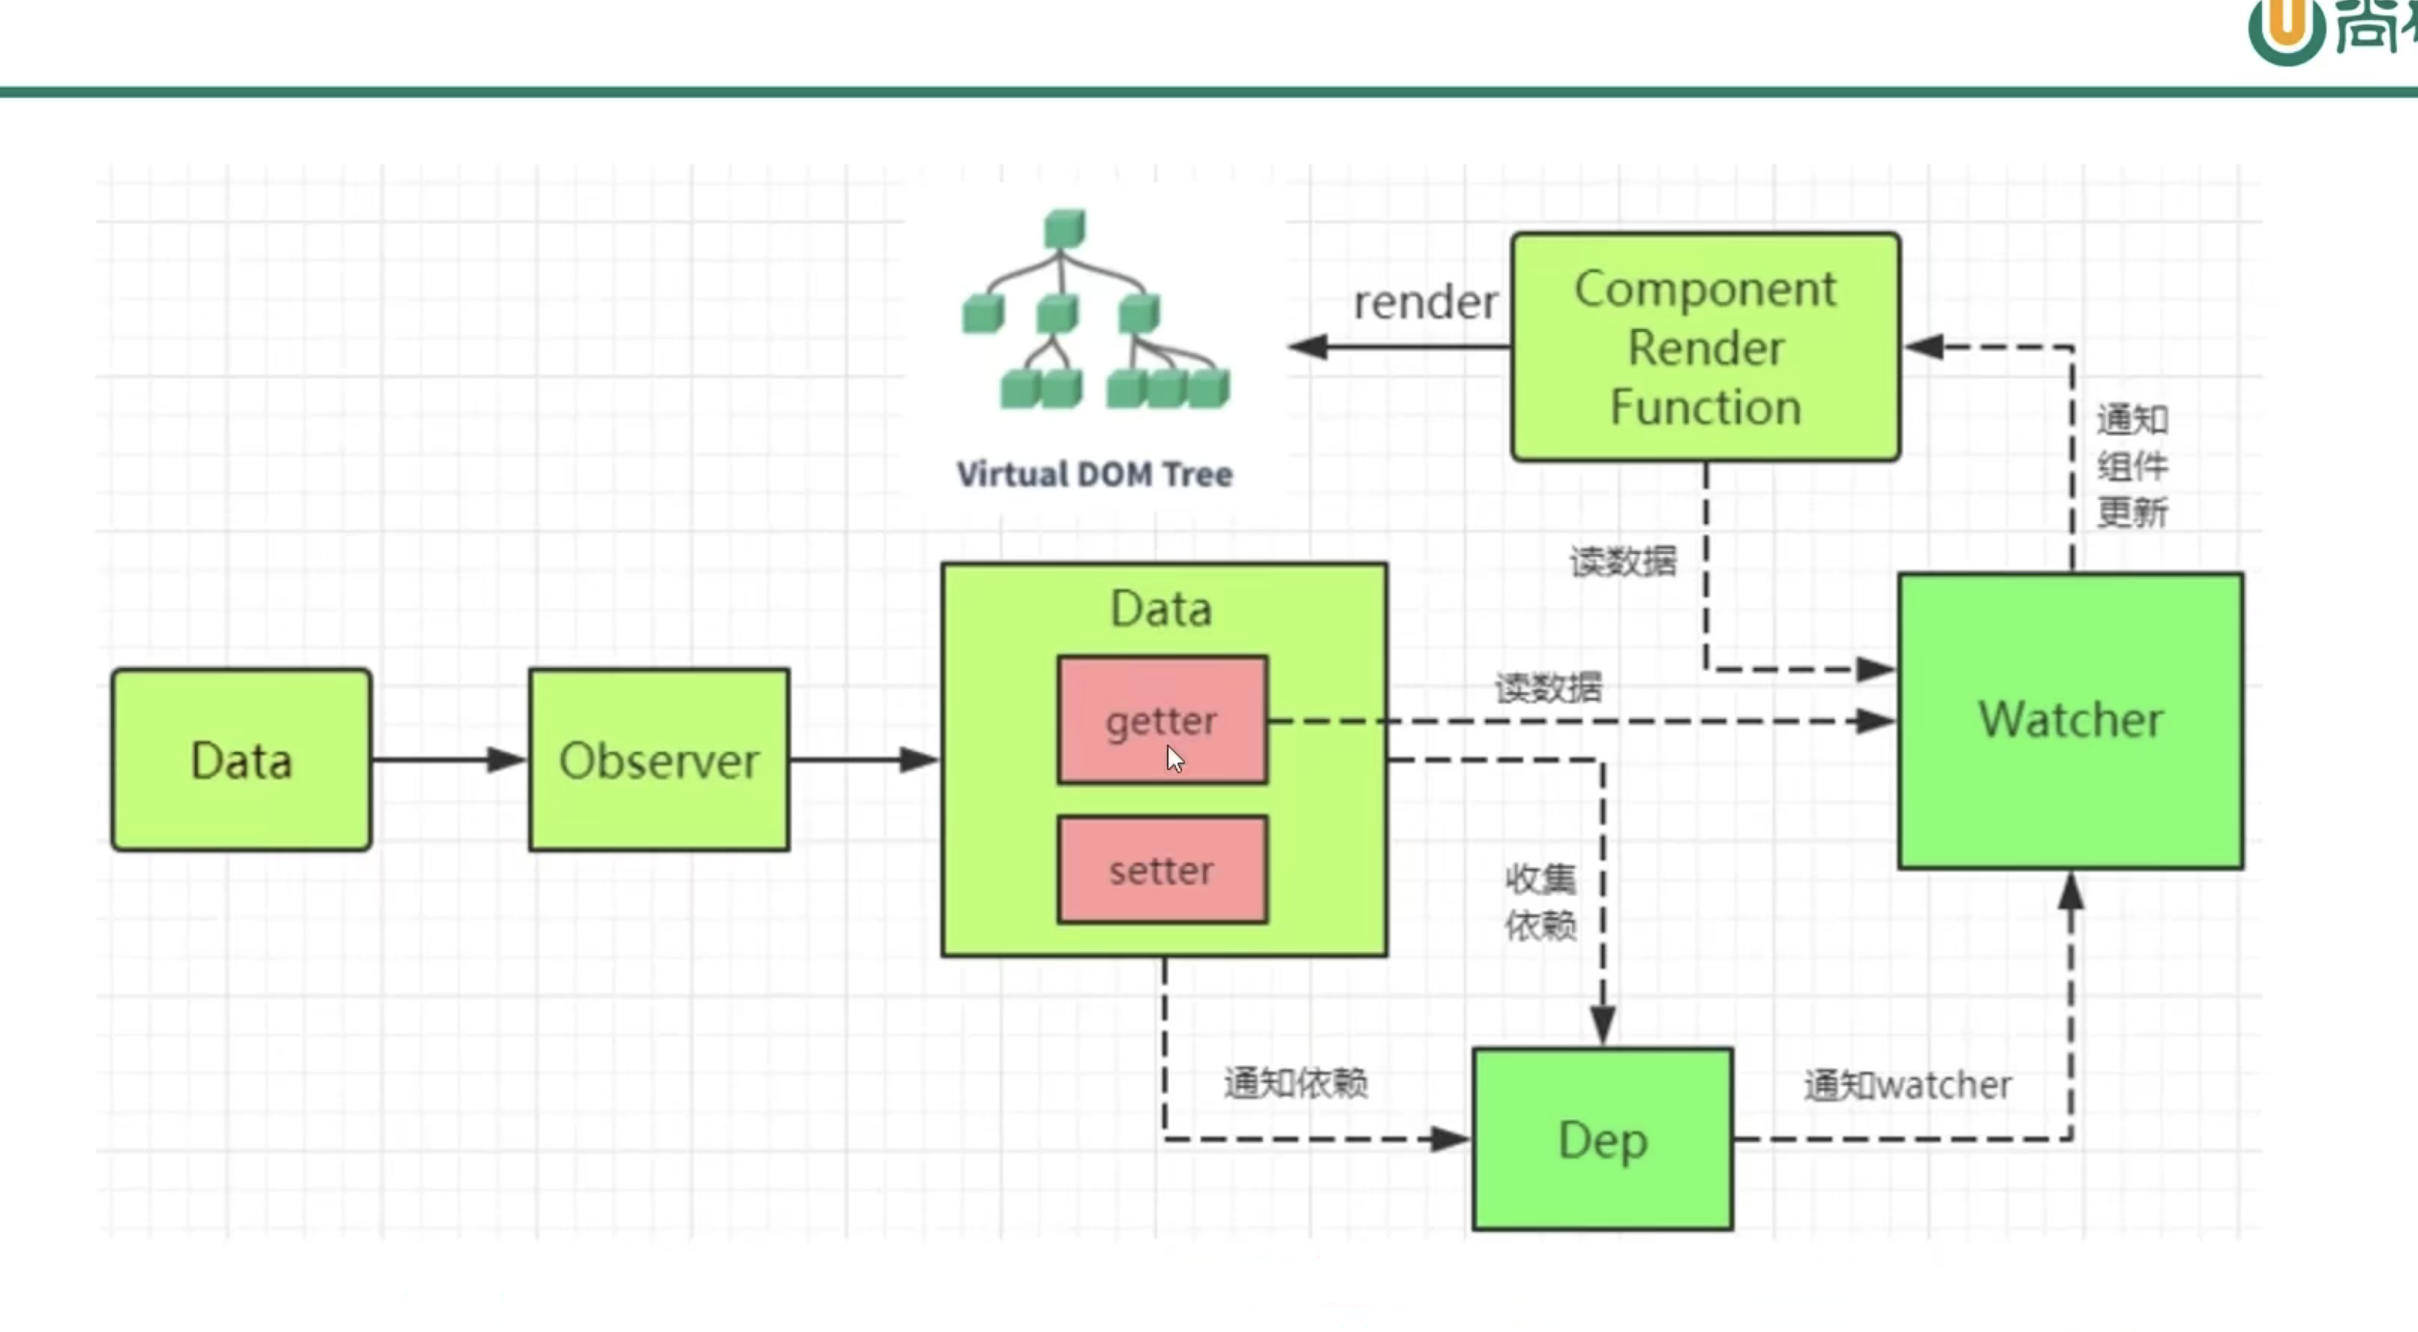 尚
render
Component
Render
Function
Virtual DOM Tree
通知
组件
更新
读数据
Data
getter
setter
读数据
Watcher
Data
Observer
收集
依赖
通知依赖
Dep
通知watcher